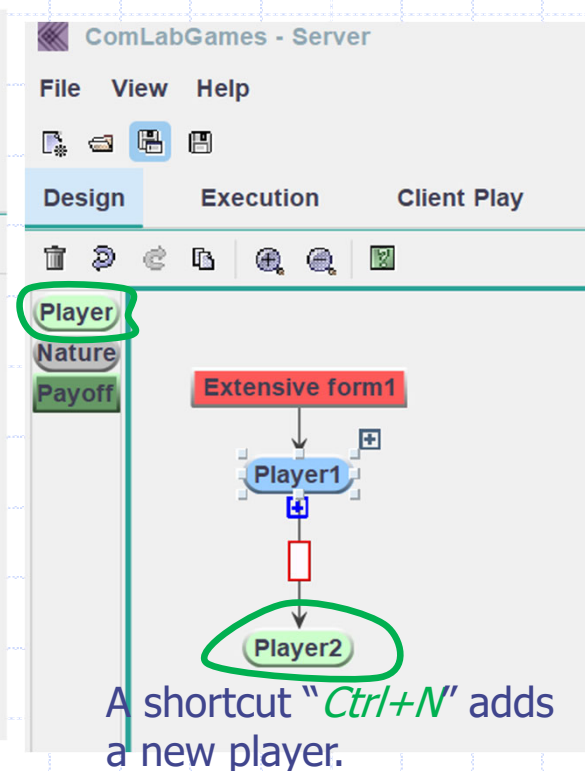 ComLabGames - Server
File View Help
Design Execution Client Play
Player
Nature
Payoff
Extensive form1
Player1
Player2
A shortcut “Ctrl+N” adds
a new player.